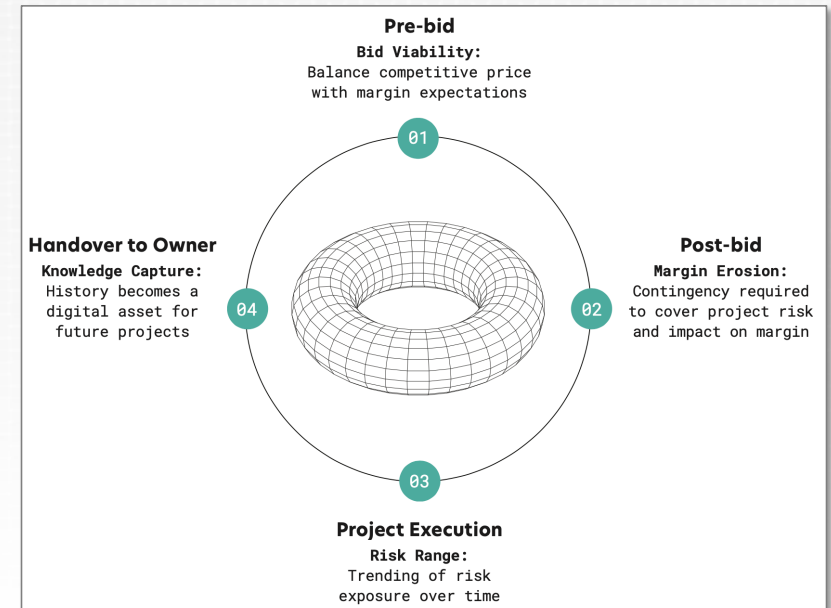 Pre-bid
Bid Viability:
Balance competitive price
with margin expectations
01
Handover to Owner
Knowledge Capture:
History becomes a
digital asset for
future projects
04
Post-bid
Margin Erosion:
Contingency required
to cover project risk
and impact on margin
02
03
Project Execution
Risk Range:
Trending of risk
exposure over time